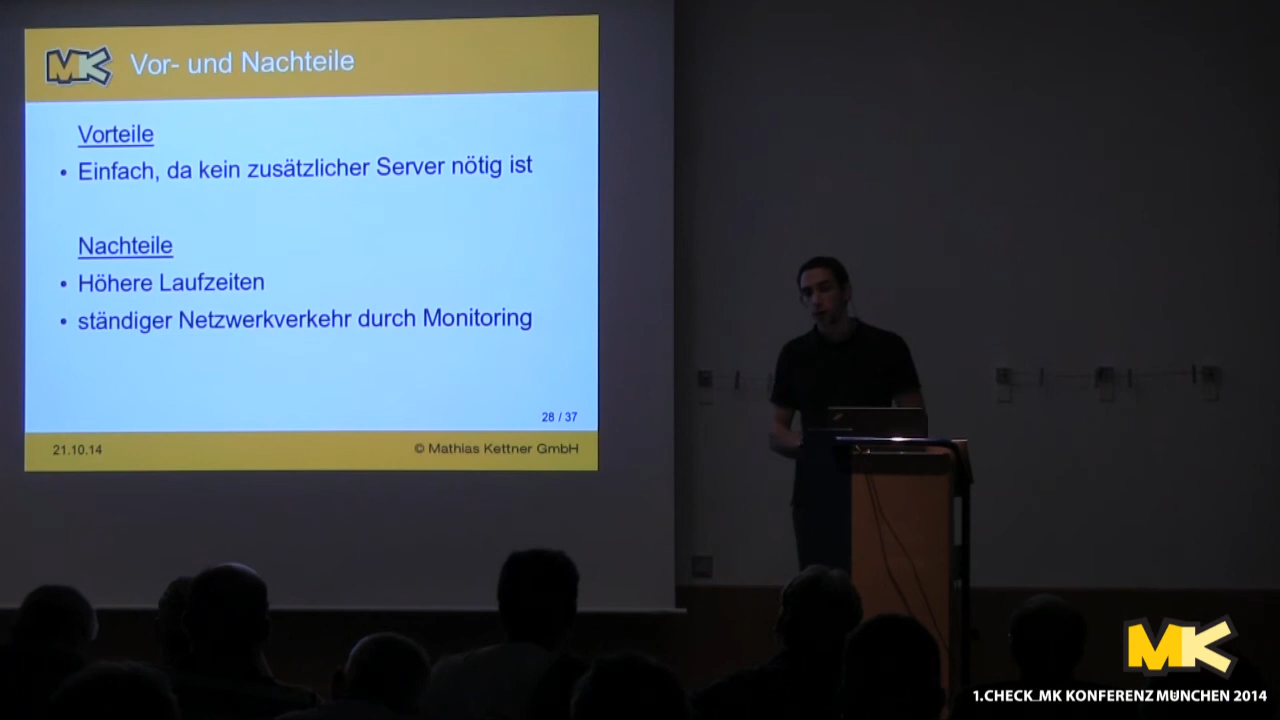 MK Vor- und Nachteile
Vorteile
• Einfach, da kein zusätzlicher Server nötig ist
Nachteile
• Höhere Laufzeiten
• ständiger Netzwerkverkehr durch Monitoring
28 / 37
21.10.14
© Mathias Kettner GmbH
MK
1.CHECK_MK KONFERENZ MÜNCHEN 2014